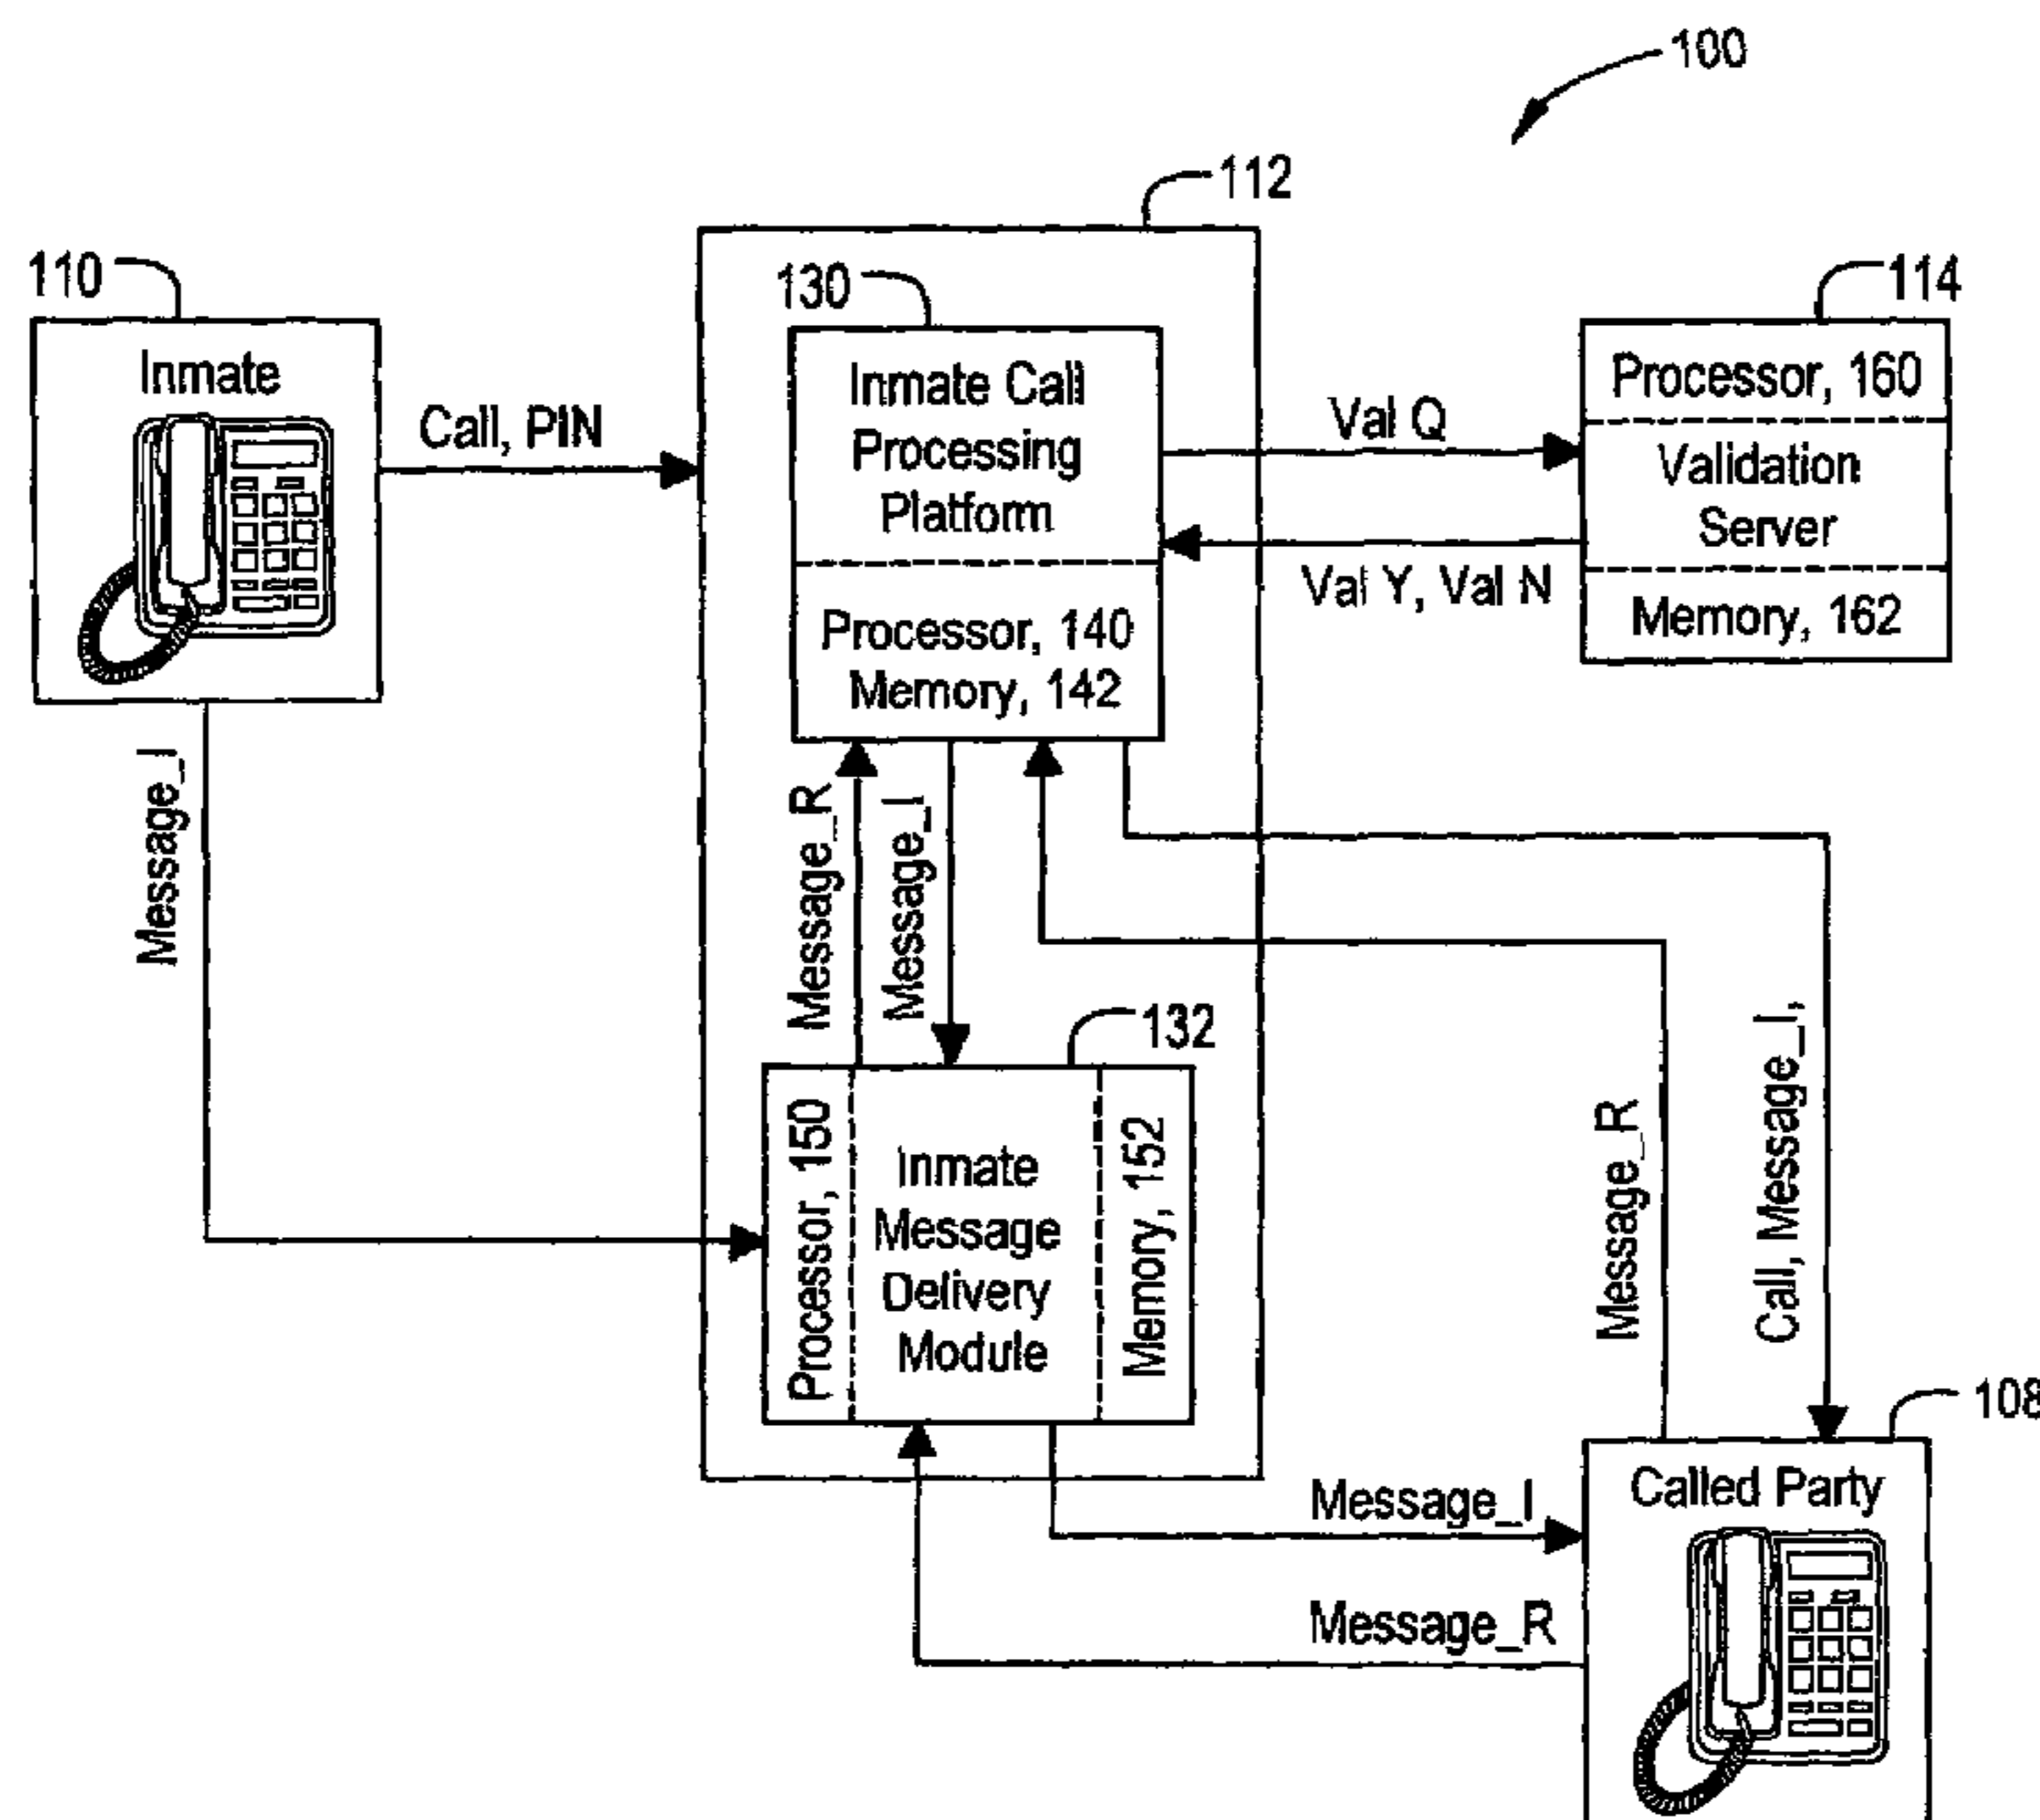 100
112
110
130
114
Inmate
Call, PIN
Inmate Call
Processing
Platform
Processor, 140
Memory, 142
Val Q
Val Y, Val N
Processor, 160
Validation
Server
Memory, 162
Message_I
Message_R
Message_I
132
Processor, 150
Inmate
Message
Delivery
Module
Memory, 152
Message_R
Call, Message_I,
108
Message_I
Message_R
Called Party